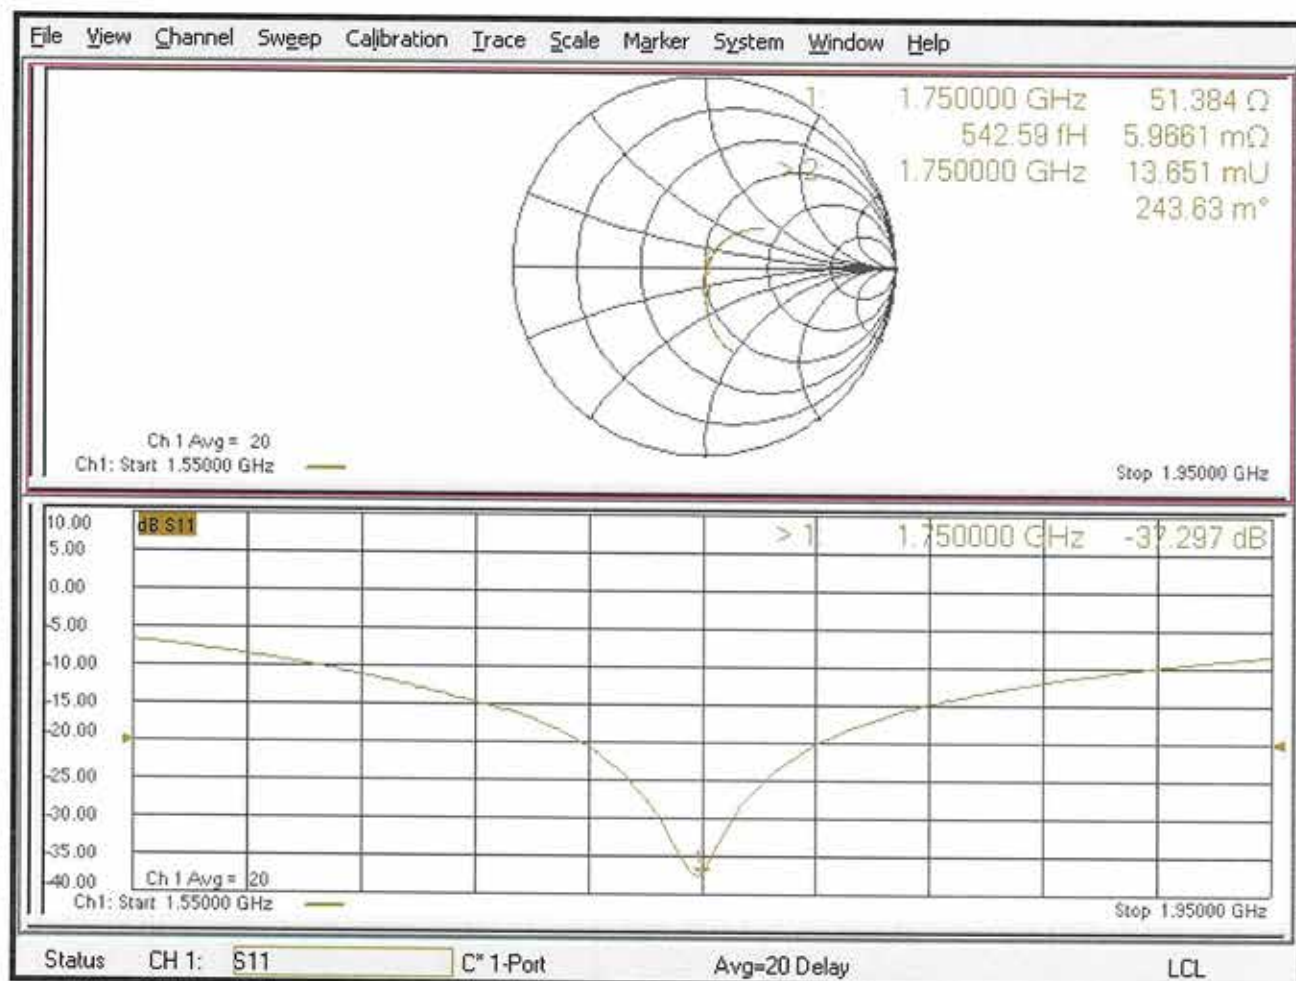 File View Channel Sweep Calibration Trace Scale Marker System Window Help
1: 1.750000 GHz 51.384 Ω
542.59 fH 5.9661 mΩ
> 2: 1.750000 GHz 13.651 mU
243.63 m°
Ch 1 Avg = 20
Ch1: Start 1.55000 GHz
Stop 1.95000 GHz
10.00
dB S11
> 1: 1.750000 GHz -37.297 dB
5.00
0.00
-5.00
-10.00
-15.00
-20.00
-25.00
-30.00
-35.00
1
-40.00
Ch 1 Avg = 20
Ch1: Start 1.55000 GHz
Stop 1.95000 GHz
Status CH 1: S11 C* 1-Port Avg=20 Delay LCL